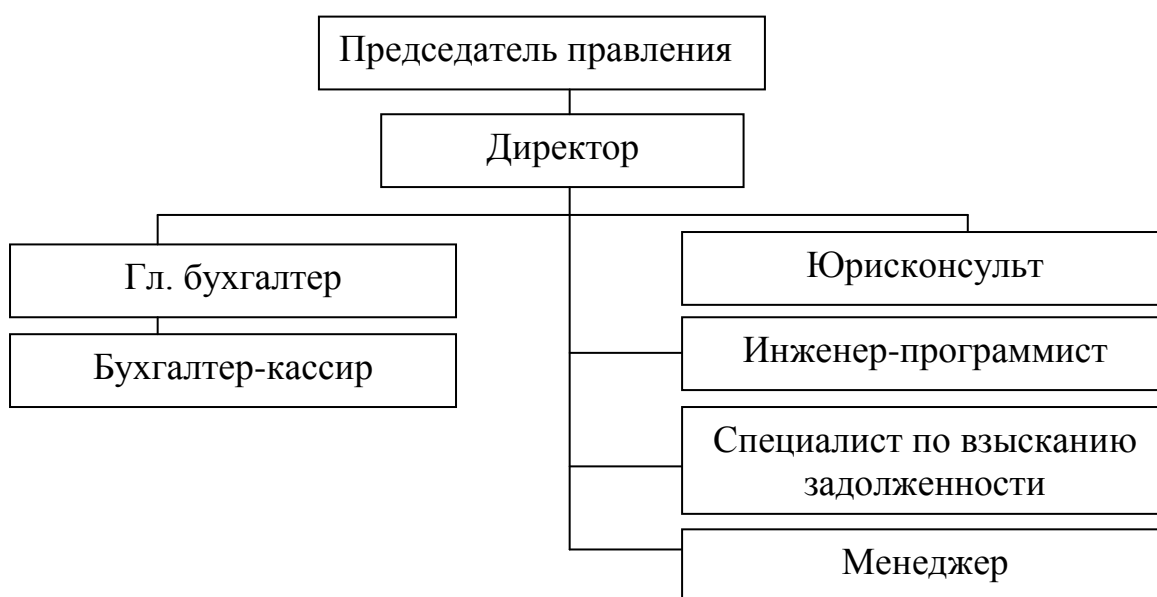 Председатель правления
Директор
Гл. бухгалтер
Бухгалтер-кассир
Юрисконсульт
Инженер-программист
Специалист по взысканию
задолженности
Менеджер